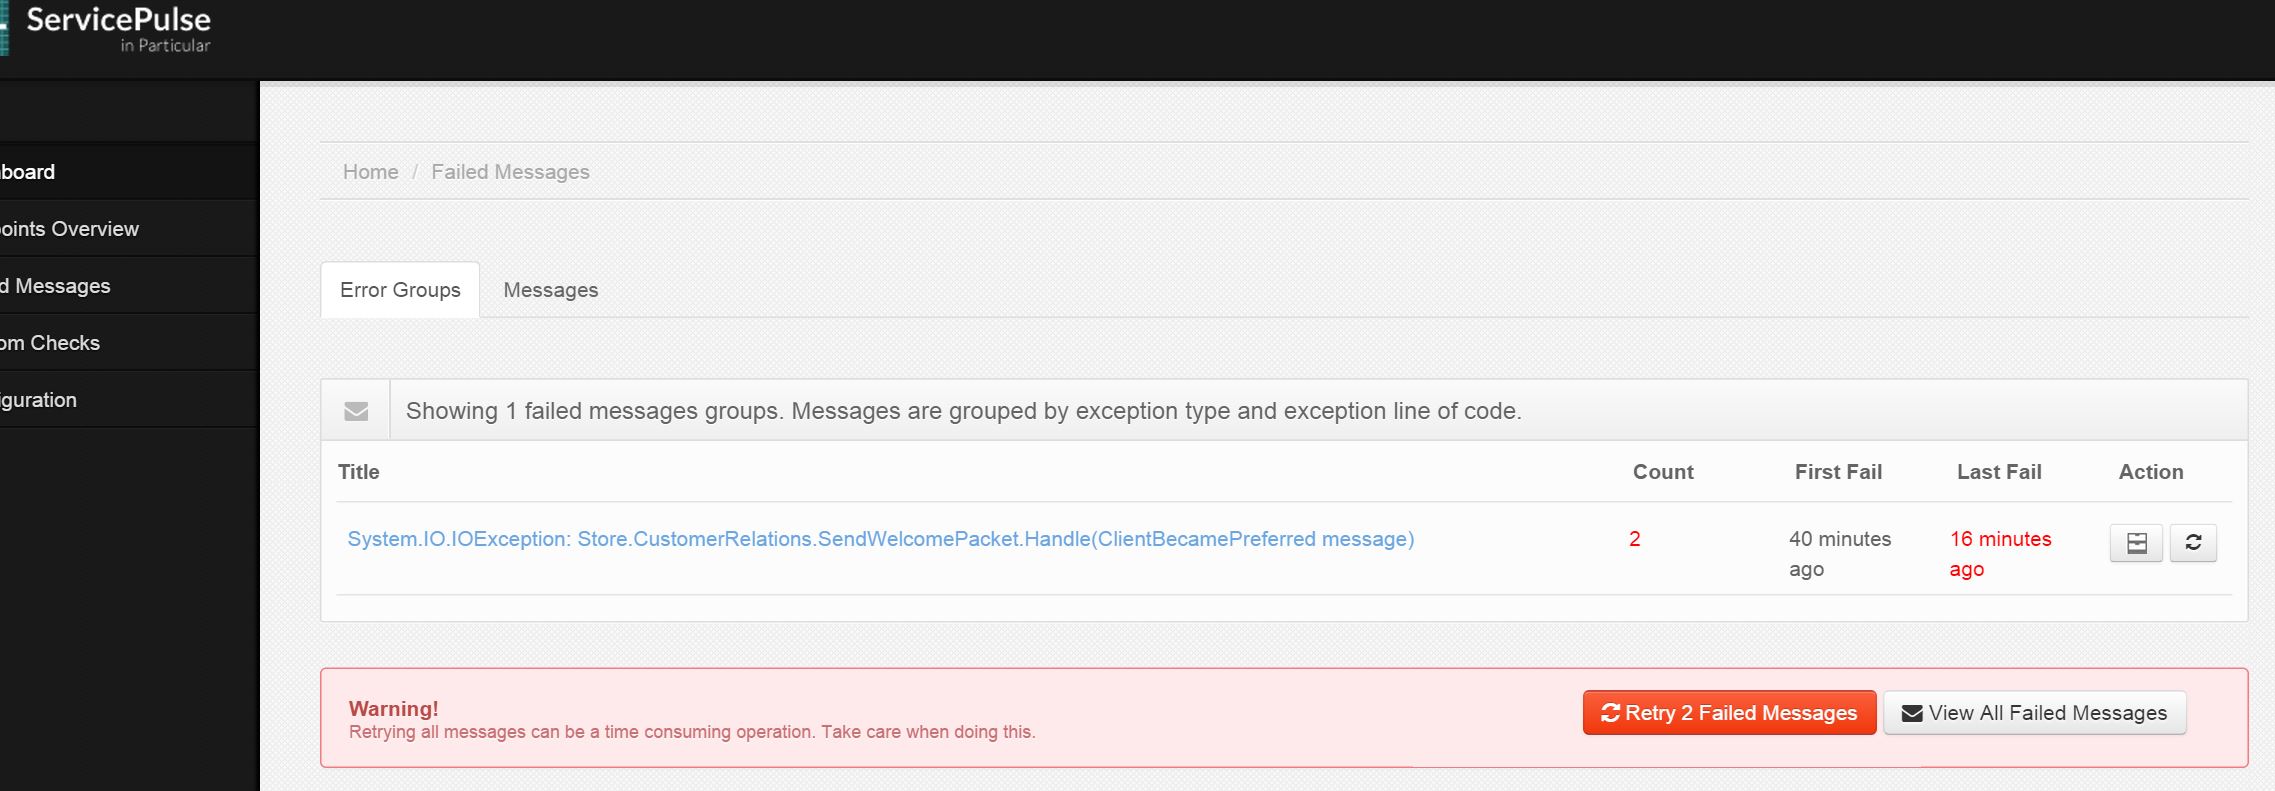 ServicePulse
in Particular
board
oints Overview
d Messages
om Checks
iguration
Home / Failed Messages
Error Groups Messages
Showing 1 failed messages groups. Messages are grouped by exception type and exception line of code.
Title Count First Fail Last Fail Action
System.IO.IOException: Store.CustomerRelations.SendWelcomePacket.Handle(ClientBecamePreferred message) 2 40 minutes 16 minutes
ago ago
Warning!
Retrying all messages can be a time consuming operation. Take care when doing this.
Retry 2 Failed Messages View All Failed Messages